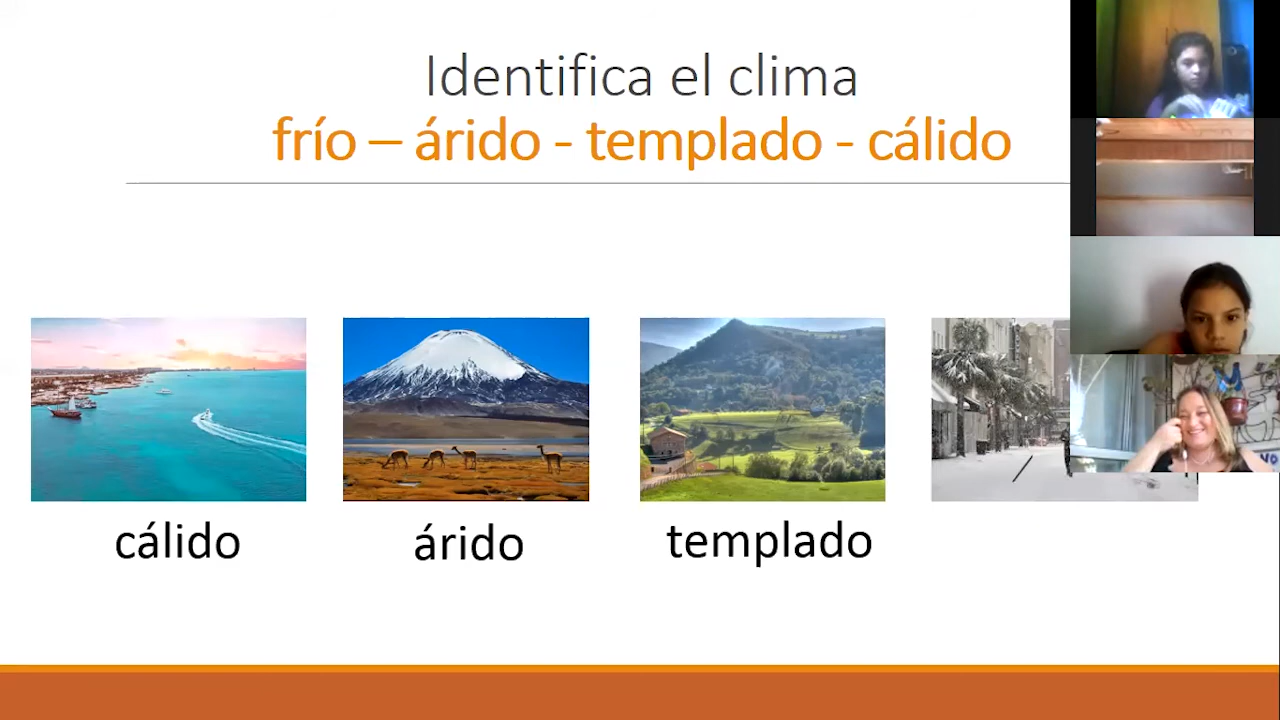 Identifica el clima
frío – árido - templado - cálido
cálido
árido
templado